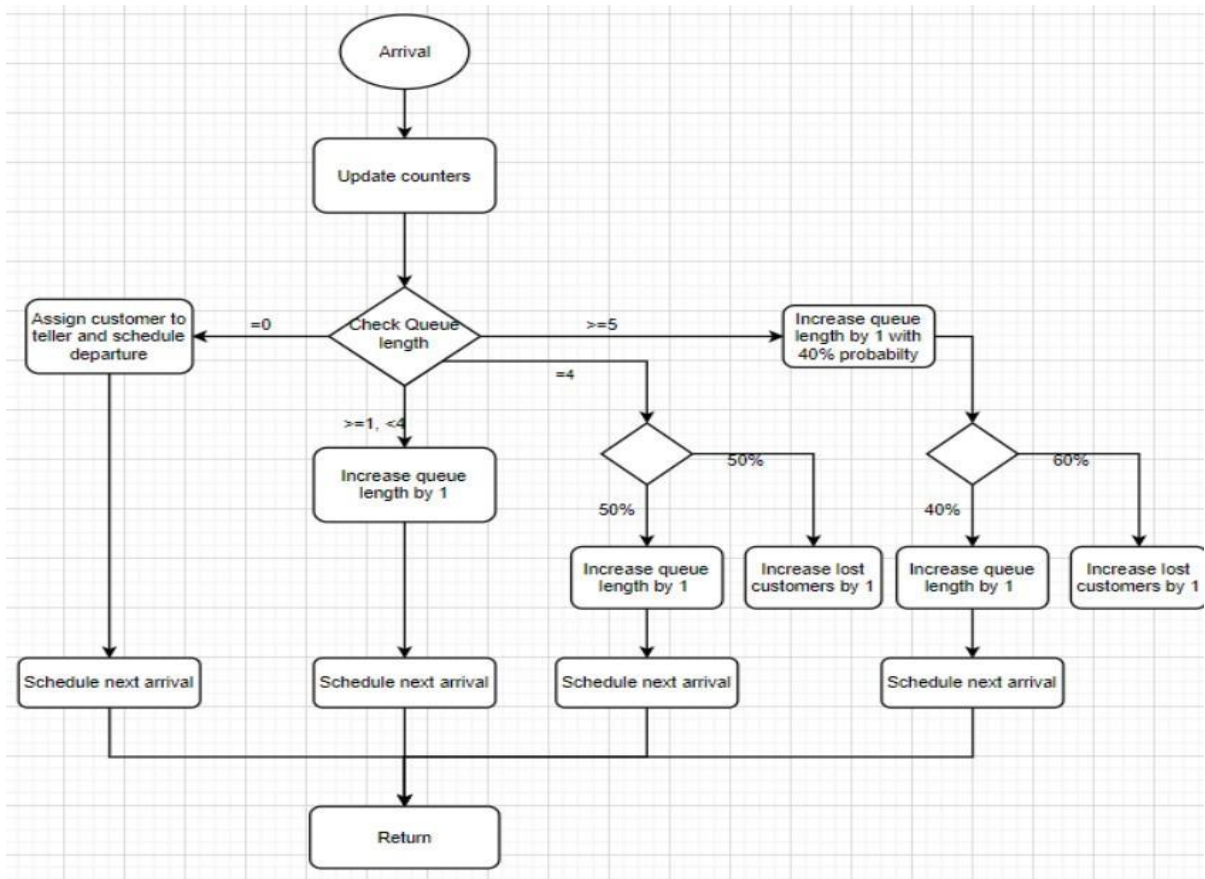 Arrival
Update counters
Assign customer to
teller and schedule
departure
=0
Check Queue
length
>=5
Increase queue
length by 1 with
40% probabilty
=4
>=1, <4
Increase queue
length by 1
50%
60%
50%
40%
Increase queue
length by 1
Increase lost
customers by 1
Increase queue
length by 1
Increase lost
customers by 1
Schedule next arrival
Schedule next arrival
Schedule next arrival
Schedule next arrival
Return